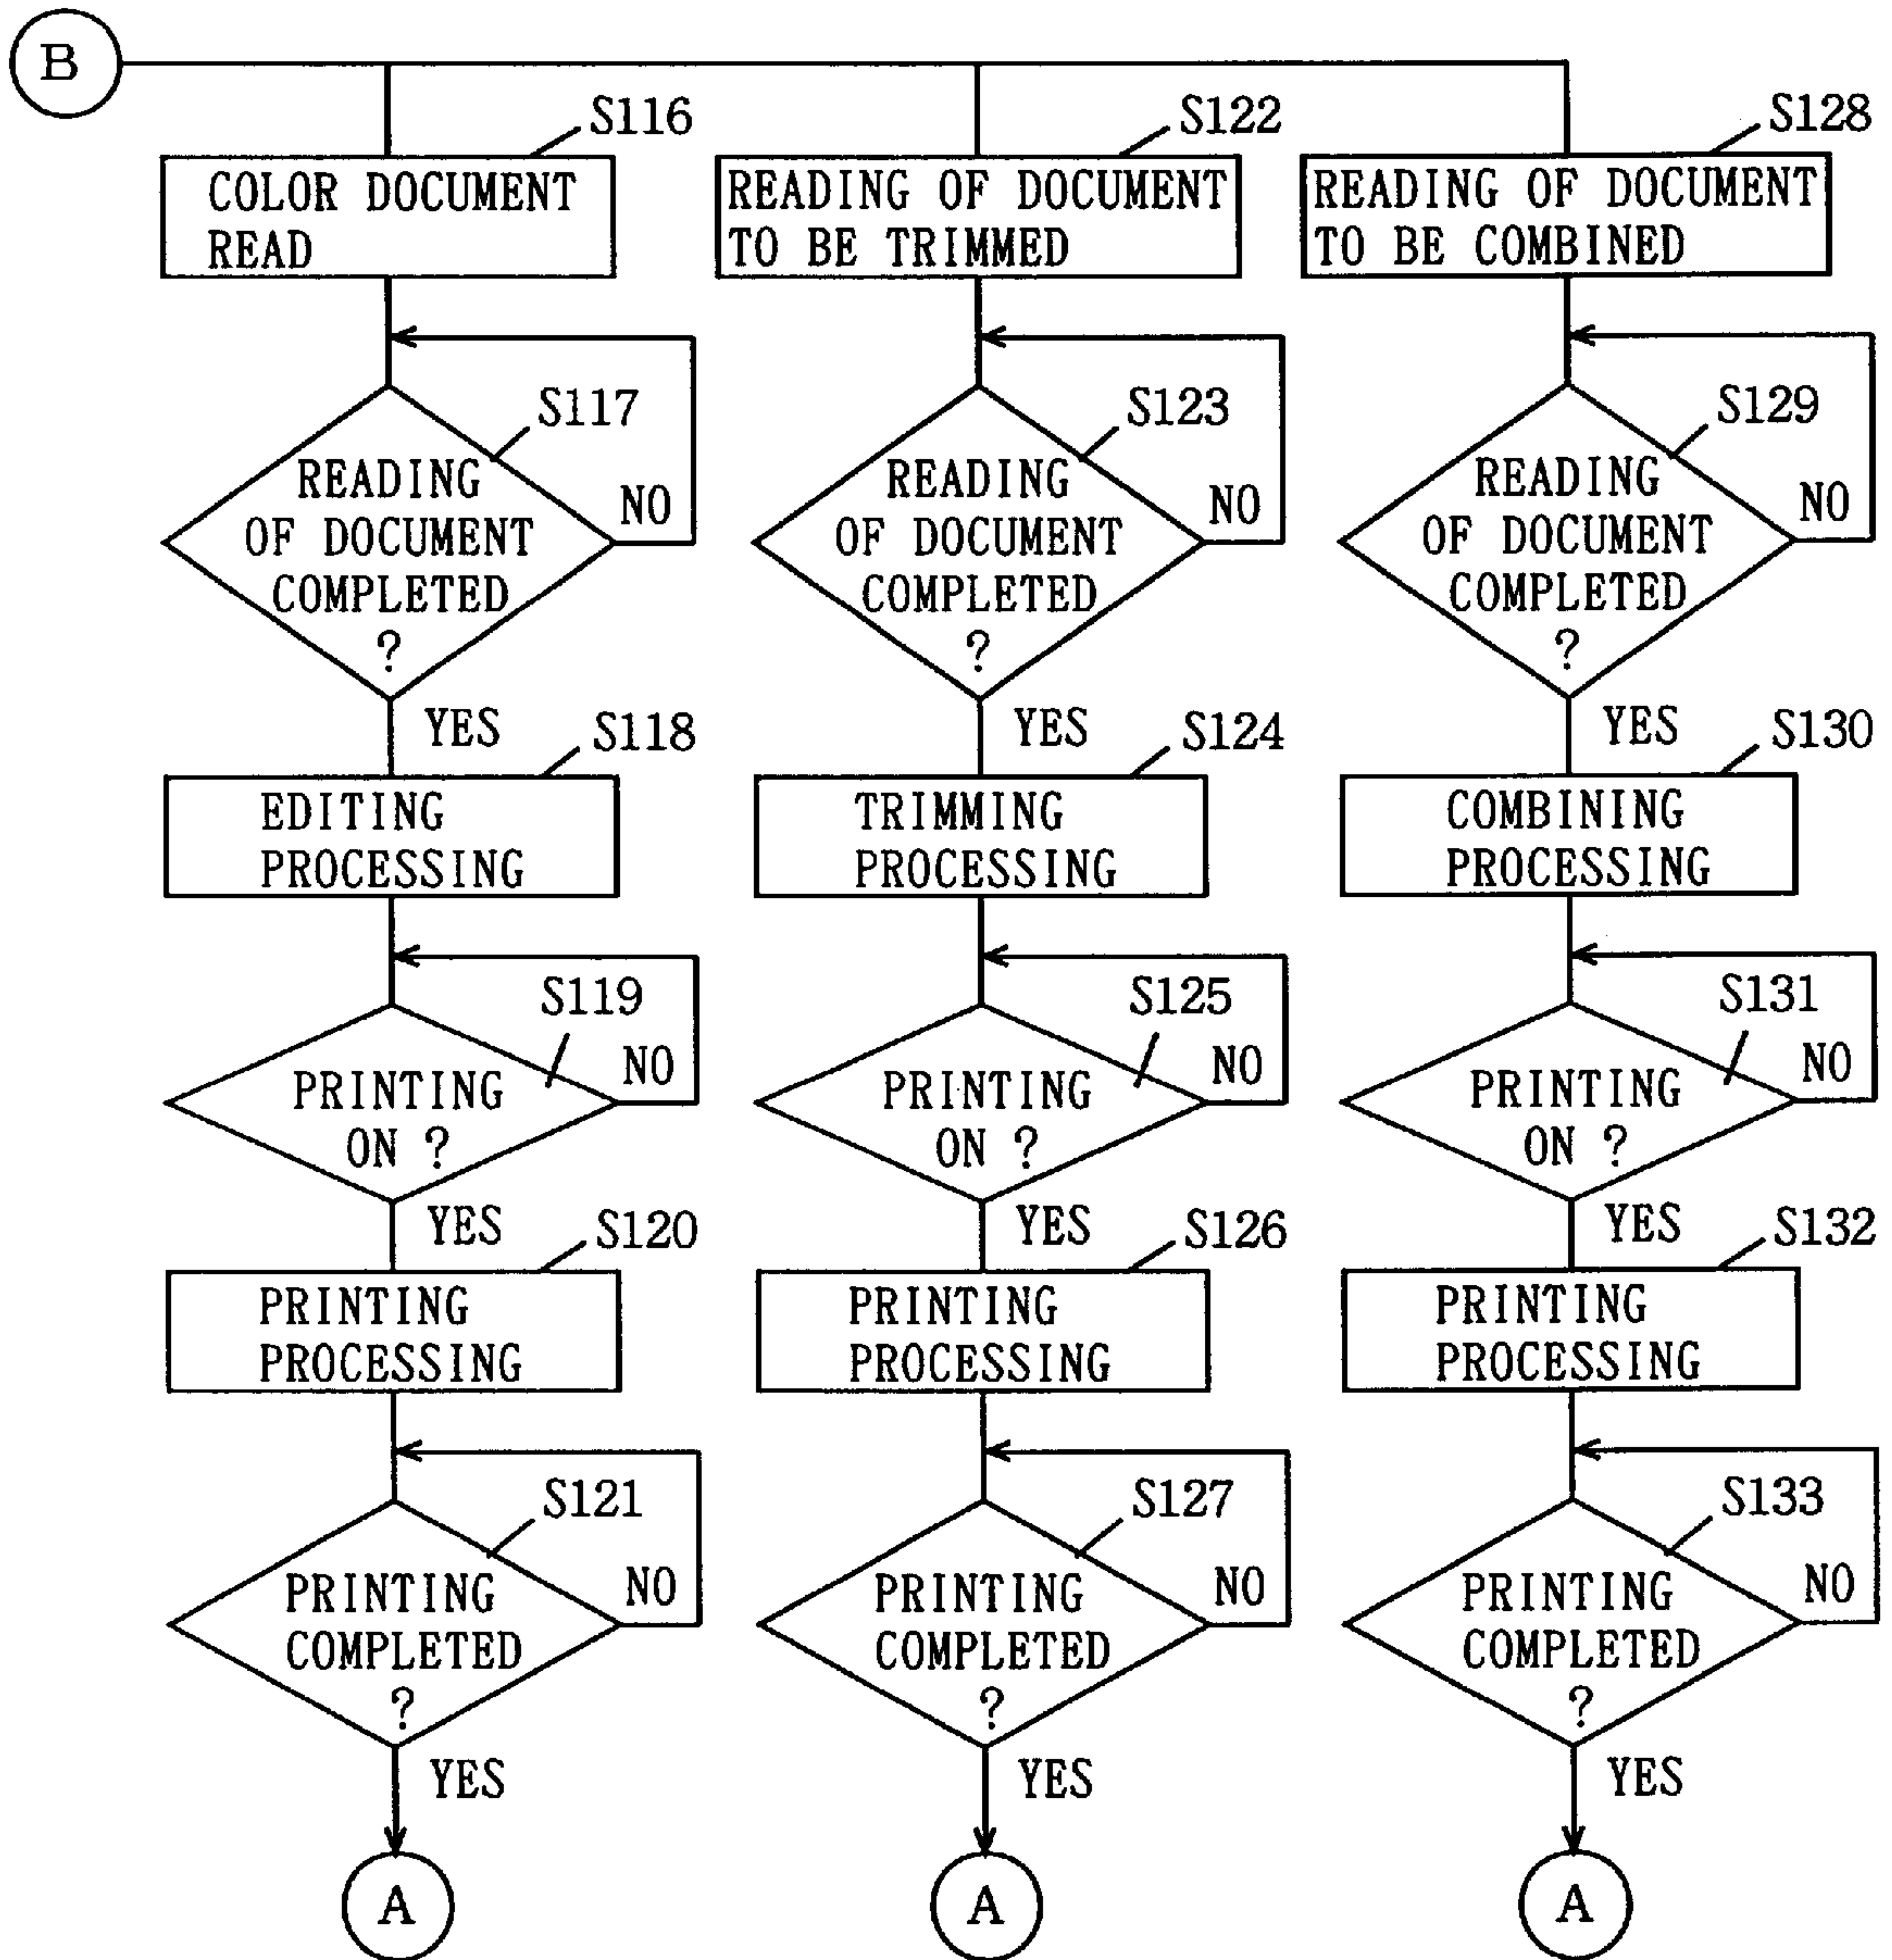 B
S116
COLOR DOCUMENT
READ
S117
READING
OF DOCUMENT
COMPLETED
?
NO
YES
S118
EDITING
PROCESSING
S119
PRINTING
ON ?
NO
YES
S120
PRINTING
PROCESSING
S121
PRINTING
COMPLETED
?
NO
YES
A
S122
READING OF DOCUMENT
TO BE TRIMMED
S123
READING
OF DOCUMENT
COMPLETED
?
NO
YES
S124
TRIMMING
PROCESSING
S125
PRINTING
ON ?
NO
YES
S126
PRINTING
PROCESSING
S127
PRINTING
COMPLETED
?
NO
YES
A
S128
READING OF DOCUMENT
TO BE COMBINED
S129
READING
OF DOCUMENT
COMPLETED
?
NO
YES
S130
COMBINING
PROCESSING
S131
PRINTING
ON ?
NO
YES
S132
PRINTING
PROCESSING
S133
PRINTING
COMPLETED
?
NO
YES
A